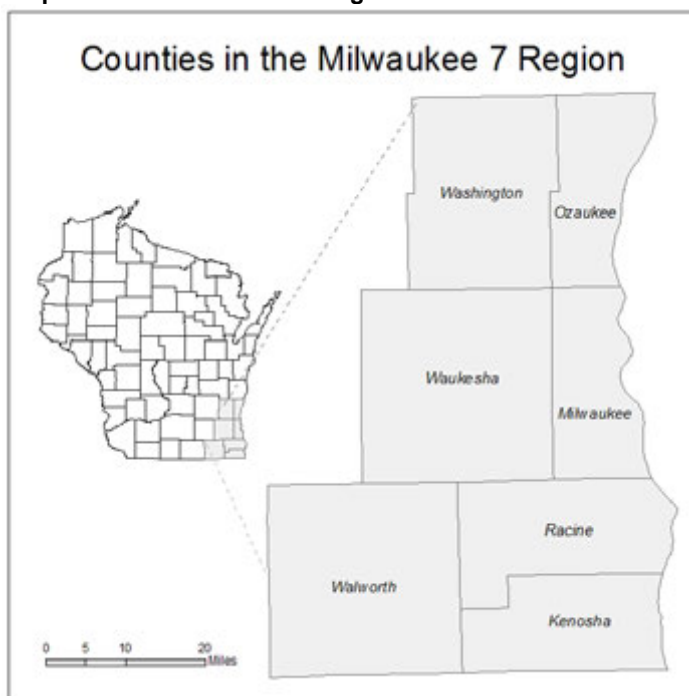 Counties in the Milwaukee 7 Region
Washington
Ozaukee
Waukesha
Milwaukee
Racine
Walworth
Kenosha
0 5 10 20
Miles